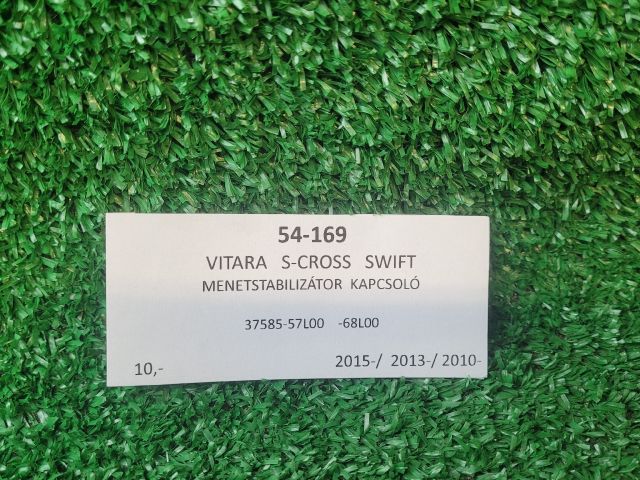 54-169
VITARA S-CROSS SWIFT
MENETSTABILIZÁTOR KAPCSOLÓ
37585-57L00 -68L00
10,- 2015-/ 2013-/ 2010-